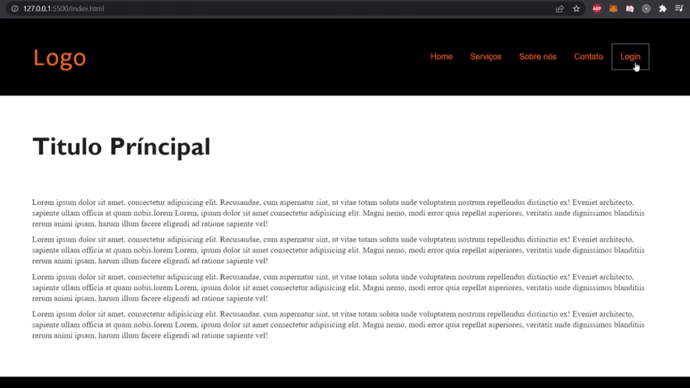 127.0.0.1:5500/index.html
Logo
Home Serviços Sobre nós Contato Login
Titulo Príncipal
Lorem ipsum dolor sit amet, consectetur adipisicing elit. Recusandae, cum aspernatur sint, ut vitae totam soluta unde voluptatem nostrum repellendus distinctio ex! Eveniet architecto,
sapiente ullam officia at quam nobis.lorem Lorem, ipsum dolor sit amet consectetur adipisicing elit. Magni nemo, modi error quia repellat asperiores, veritatis unde dignissimos blanditiis
rerum animi ipsam, harum illum facere eligendi ad ratione sapiente vel!
Lorem ipsum dolor sit amet, consectetur adipisicing elit. Recusandae, cum aspernatur sint, ut vitae totam soluta unde voluptatem nostrum repellendus distinctio ex! Eveniet architecto,
sapiente ullam officia at quam nobis.lorem Lorem, ipsum dolor sit amet consectetur adipisicing elit. Magni nemo, modi error quia repellat asperiores, veritatis unde dignissimos blanditiis
rerum animi ipsam, harum illum facere eligendi ad ratione sapiente vel!
Lorem ipsum dolor sit amet, consectetur adipisicing elit. Recusandae, cum aspernatur sint, ut vitae totam soluta unde voluptatem nostrum repellendus distinctio ex! Eveniet architecto,
sapiente ullam officia at quam nobis.lorem Lorem, ipsum dolor sit amet consectetur adipisicing elit. Magni nemo, modi error quia repellat asperiores, veritatis unde dignissimos blanditiis
rerum animi ipsam, harum illum facere eligendi ad ratione sapiente vel!
Lorem ipsum dolor sit amet, consectetur adipisicing elit. Recusandae, cum aspernatur sint, ut vitae totam soluta unde voluptatem nostrum repellendus distinctio ex! Eveniet architecto,
sapiente ullam officia at quam nobis.lorem Lorem, ipsum dolor sit amet consectetur adipisicing elit. Magni nemo, modi error quia repellat asperiores, veritatis unde dignissimos blanditiis
rerum animi ipsam, harum illum facere eligendi ad ratione sapiente vel!